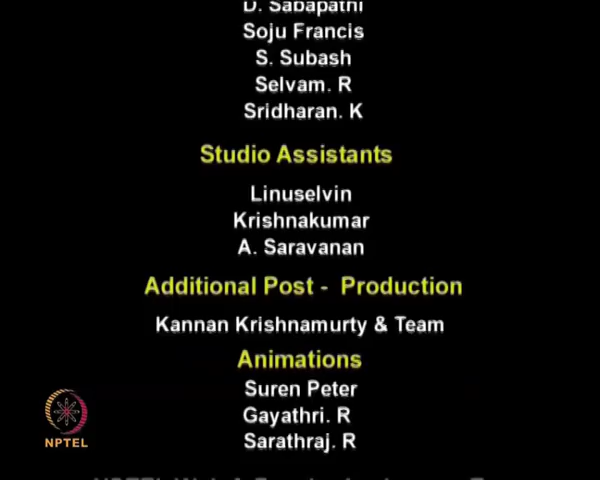 D. Sabapathi
Soju Francis
S. Subash
Selvam. R
Sridharan. K
Studio Assistants
Linuselvin
Krishnakumar
A. Saravanan
Additional Post - Production
Kannan Krishnamurty & Team
Animations
Suren Peter
Gayathri. R
Sarathraj. R
NPTEL